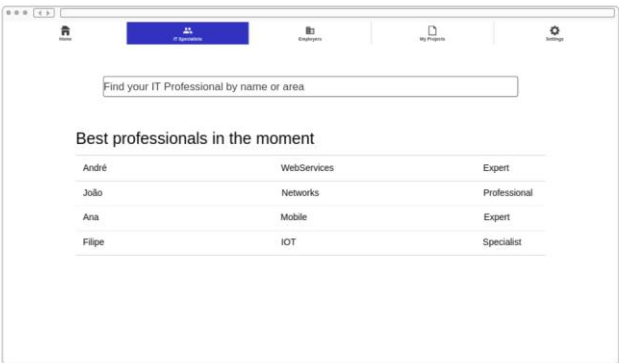 Home IT Specialists Employers My Projects Settings
Find your IT Professional by name or area
Best professionals in the moment
André WebServices Expert
João Networks Professional
Ana Mobile Expert
Filipe IOT Specialist